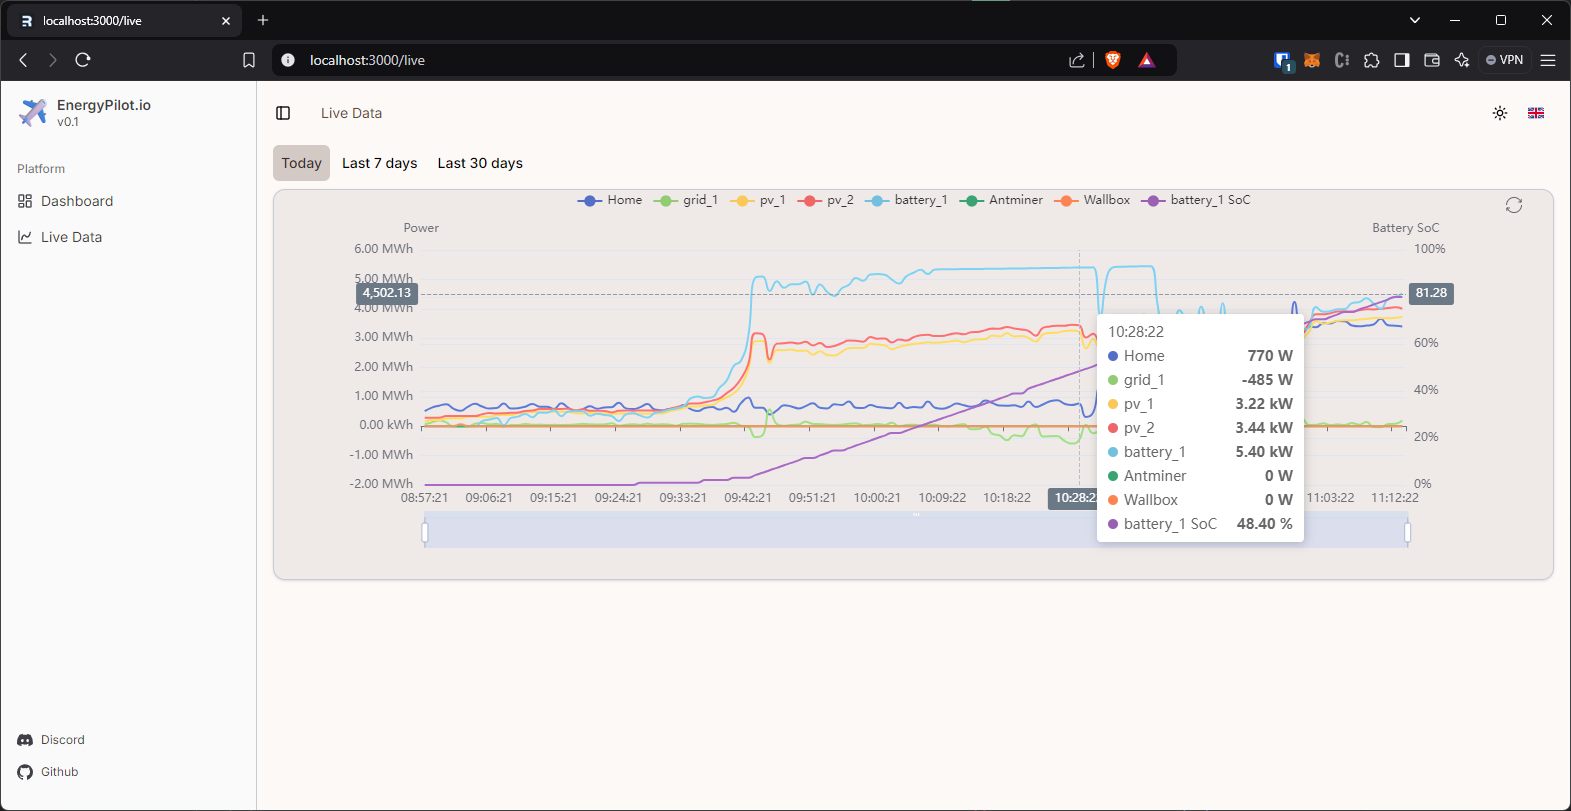 localhost:3000/live
localhost:3000/live
1
VPN
EnergyPilot.io
v0.1
Platform
Dashboard
Live Data
Discord
Github
Live Data
Today Last 7 days Last 30 days
Home grid_1 pv_1 pv_2 battery_1 Antminer Wallbox battery_1 SoC
Power Battery SoC
6.00 MWh 100%
5.00 MWh
4,502.13 81.28
4.00 MWh
3.00 MWh 60%
2.00 MWh
1.00 MWh 40%
0.00 kWh
-1.00 MWh 20%
-2.00 MWh 0%
08:57:21 09:06:21 09:15:21 09:24:21 09:33:21 09:42:21 09:51:21 10:00:21 10:09:22 10:18:22 10:28:22 11:03:22 11:12:22
10:28:22
Home 770 W
grid_1 -485 W
pv_1 3.22 kW
pv_2 3.44 kW
battery_1 5.40 kW
Antminer 0 W
Wallbox 0 W
battery_1 SoC 48.40 %